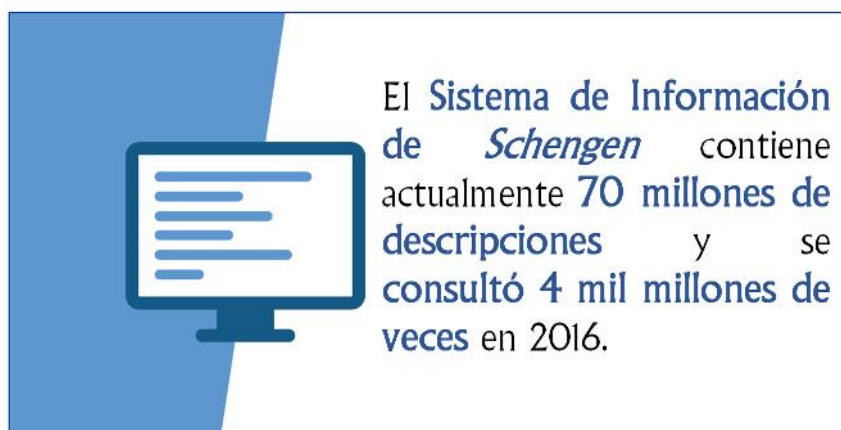 El Sistema de Información
de Schengen contiene
actualmente 70 millones de
descripciones y se
consultó 4 mil millones de
veces en 2016.